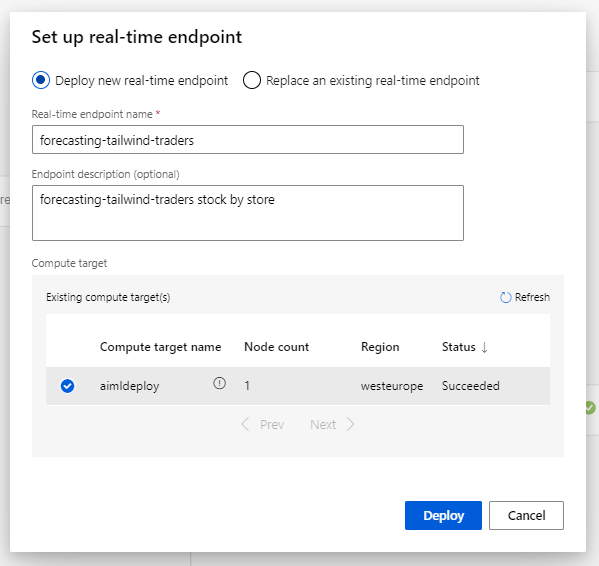 Set up real-time endpoint
Deploy new real-time endpoint Replace an existing real-time endpoint
Real-time endpoint name *
forecasting-tailwind-traders
Endpoint description (optional)
forecasting-tailwind-traders stock by store
Compute target
Existing compute target(s) Refresh
Compute target name Node count Region Status ↓
aimldeploy 1 westeurope Succeeded
Prev Next
Deploy Cancel